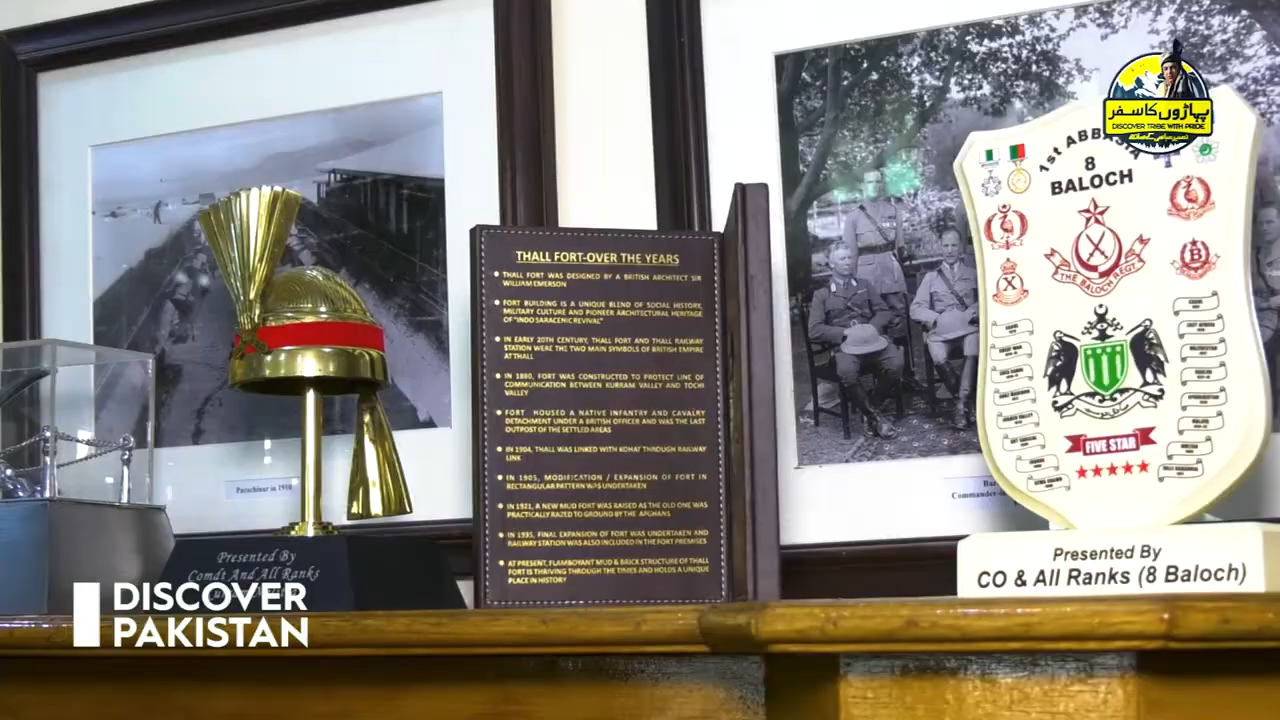 پہاڑوں کا سفر
DISCOVER TRIBE WITH PRIDE
THALL FORT-OVER THE YEARS
THALL FORT WAS DESIGNED BY A BRITISH ARCHITECT SIR
WILLIAM EMERSON
FORT BUILDING IS A UNIQUE BLEND OF SOCIAL HISTORY,
MILITARY CULTURE AND PIONEER ARCHITECTURAL HERITAGE
OF "INDO SARACENIC REVIVAL"
IN EARLY 20TH CENTURY, THALL FORT AND THALL RAILWAY
STATION WERE THE TWO MAIN SYMBOLS OF BRITISH EMPIRE
AT THALL
IN 1880, FORT WAS CONSTRUCTED TO PROTECT LINE OF
COMMUNICATION BETWEEN KURRAM VALLEY AND TOCHI
VALLEY
FORT HOUSED A NATIVE INFANTRY AND CAVALRY
DETACHMENT UNDER A BRITISH OFFICER AND WAS THE LAST
OUTPOST OF THE SETTLED AREAS
IN 1904, THALL WAS LINKED WITH KOHAT THROUGH RAILWAY
LINK
IN 1905, MODIFICATION / EXPANSION OF FORT IN
RECTANGULAR PATTERN WAS UNDERTAKEN
IN 1921, A NEW MUD FORT WAS RAISED AS THE OLD ONE WAS
PRACTICALLY RAZED TO GROUND BY THE AFGHANS
IN 1935, FINAL EXPANSION OF FORT WAS UNDERTAKEN AND
RAILWAY STATION WAS ALSO INCLUDED IN THE FORT PREMISES
AT PRESENT, FLAMBOYANT MUD & BRICK STRUCTURE OF THALL
FORT IS THRIVING THROUGH THE TIMES AND HOLDS A UNIQUE
PLACE IN HISTORY
Parachinar in 1910
Presented By
Comdt And All Ranks
Commander-in
1st
8
BALOCH
THE BALOCH REGT
B
FIVE STAR
Presented By
CO & All Ranks (8 Baloch)
DISCOVER
PAKISTAN